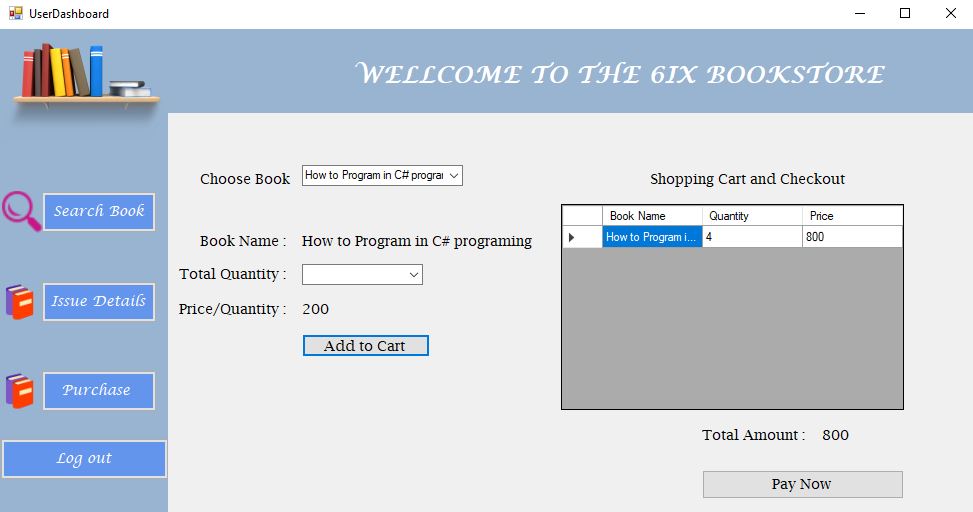 UserDashboard
WELLCOME TO THE 6IX BOOKSTORE
Search Book
Issue Details
Purchase
Log out
Choose Book How to Program in C# prograr
Book Name : How to Program in C# programing
Total Quantity :
Price/Quantity : 200
Add to Cart
Shopping Cart and Checkout
Book Name Quantity Price
How to Program i... 4 800
Total Amount : 800
Pay Now